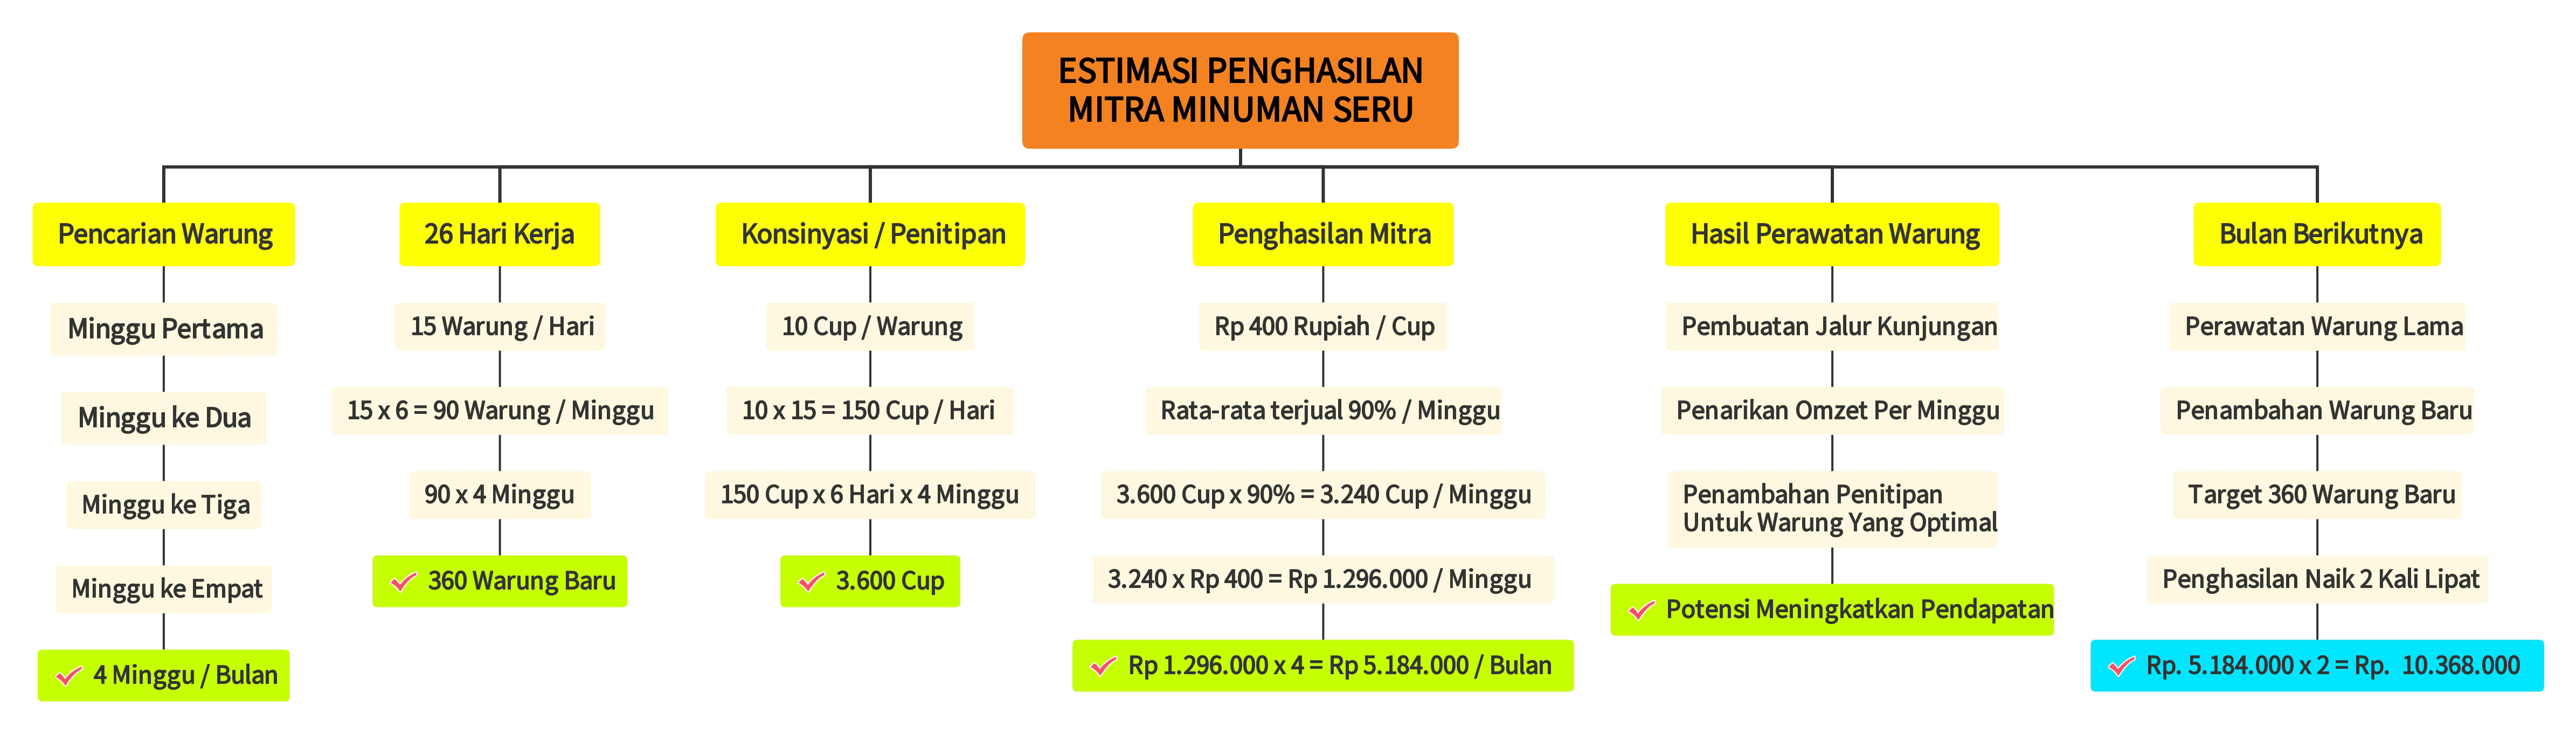 ESTIMASI PENGHASILAN
MITRA MINUMAN SERU
Pencarian Warung
Minggu Pertama
Minggu ke Dua
Minggu ke Tiga
Minggu ke Empat
4 Minggu / Bulan
26 Hari Kerja
15 Warung / Hari
15 x 6 = 90 Warung / Minggu
90 x 4 Minggu
360 Warung Baru
Konsinyasi / Penitipan
10 Cup / Warung
10 x 15 = 150 Cup / Hari
150 Cup x 6 Hari x 4 Minggu
3.600 Cup
Penghasilan Mitra
Rp 400 Rupiah / Cup
Rata-rata terjual 90% / Minggu
3.600 Cup x 90% = 3.240 Cup / Minggu
3.240 x Rp 400 = Rp 1.296.000 / Minggu
Rp 1.296.000 x 4 = Rp 5.184.000 / Bulan
Hasil Perawatan Warung
Pembuatan Jalur Kunjungan
Penarikan Omzet Per Minggu
Penambahan Penitipan
Untuk Warung Yang Optimal
Potensi Meningkatkan Pendapatan
Bulan Berikutnya
Perawatan Warung Lama
Penambahan Warung Baru
Target 360 Warung Baru
Penghasilan Naik 2 Kali Lipat
Rp. 5.184.000 x 2 = Rp. 10.368.000